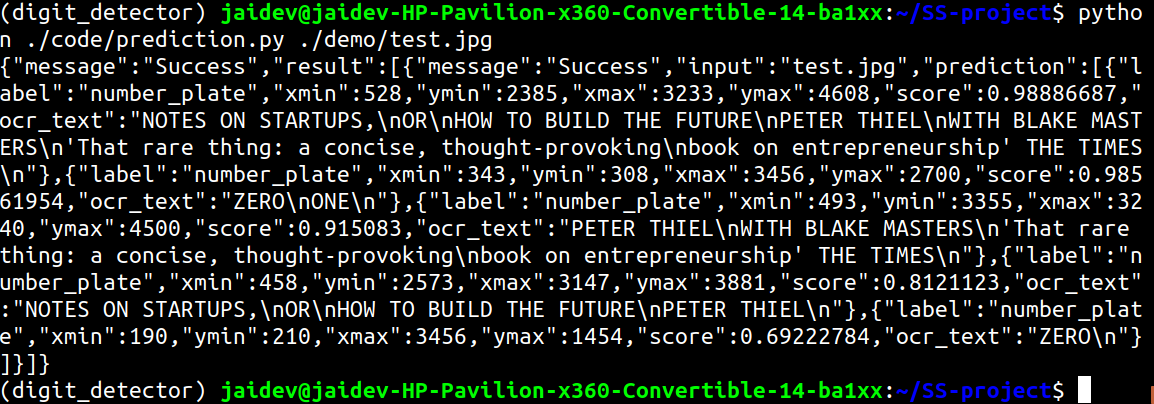 (digit_detector) jaidev@jaidev-HP-Pavilion-x360-Convertible-14-ba1xx:~/SS-project$ pytho
n ./code/prediction.py ./demo/test.jpg
{"message":"Success","result":[{"message":"Success","input":"test.jpg","prediction":[{"l
abel":"number_plate","xmin":528,"ymin":2385,"xmax":3233,"ymax":4608,"score":0.98886687,"
ocr_text":"NOTES ON STARTUPS,\nOR\nHOW TO BUILD THE FUTURE\nPETER THIEL\nWITH BLAKE MAST
ERS\n'That rare thing: a concise, thought-provoking\nbook on entrepreneurship' THE TIMES
\n"},{"label":"number_plate","xmin":343,"ymin":308,"xmax":3456,"ymax":2700,"score":0.985
61954,"ocr_text":"ZERO\nONE\n"},{"label":"number_plate","xmin":493,"ymin":3355,"xmax":32
40,"ymax":4500,"score":0.915083,"ocr_text":"PETER THIEL\nWITH BLAKE MASTERS\n'That rare
thing: a concise, thought-provoking\nbook on entrepreneurship' THE TIMES\n"},{"label":"n
umber_plate","xmin":458,"ymin":2573,"xmax":3147,"ymax":3881,"score":0.8121123,"ocr_text"
:"NOTES ON STARTUPS,\nOR\nHOW TO BUILD THE FUTURE\nPETER THIEL\n"},{"label":"number_plat
e","xmin":190,"ymin":210,"xmax":3456,"ymax":1454,"score":0.69222784,"ocr_text":"ZERO\n"}
]}]}
(digit_detector) jaidev@jaidev-HP-Pavilion-x360-Convertible-14-ba1xx:~/SS-project$